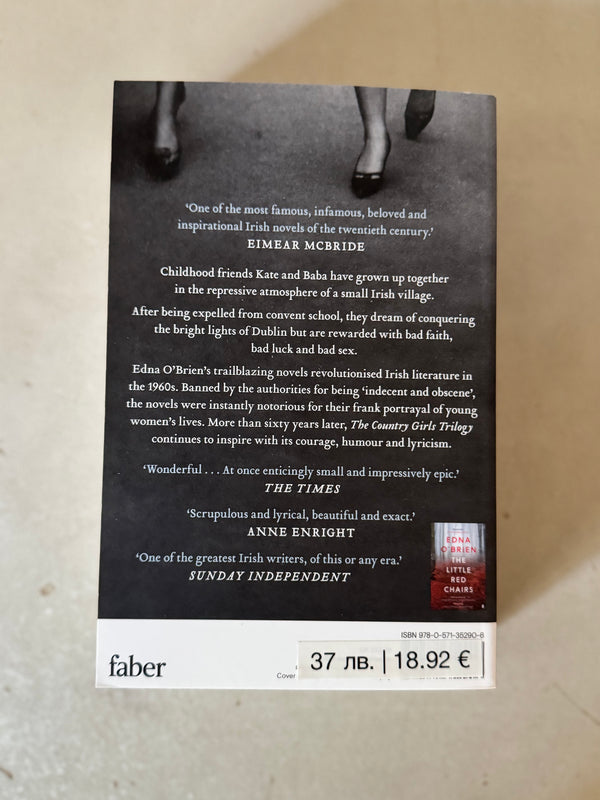 ‘One of the most famous, infamous, beloved and
inspirational Irish novels of the twentieth century.’
EIMEAR MCBRIDE
Childhood friends Kate and Baba have grown up together
in the repressive atmosphere of a small Irish village.
After being expelled from convent school, they dream of conquering
the bright lights of Dublin but are rewarded with bad faith,
bad luck and bad sex.
Edna O’Brien’s trailblazing novels revolutionised Irish literature in
the 1960s. Banned by the authorities for being ‘indecent and obscene’,
the novels were instantly notorious for their frank portrayal of young
women’s lives. More than sixty years later, The Country Girls Trilogy
continues to inspire with its courage, humour and lyricism.
‘Wonderful . . . At once enticingly small and impressively epic.’
THE TIMES
‘Scrupulous and lyrical, beautiful and exact.’
ANNE ENRIGHT
‘One of the greatest Irish writers, of this or any era.’
SUNDAY INDEPENDENT
EDNA
O’BRIEN
THE
LITTLE
RED
CHAIRS
ISBN 978-0-571-35290-6
faber
Cover
37 лв. | 18.92 €